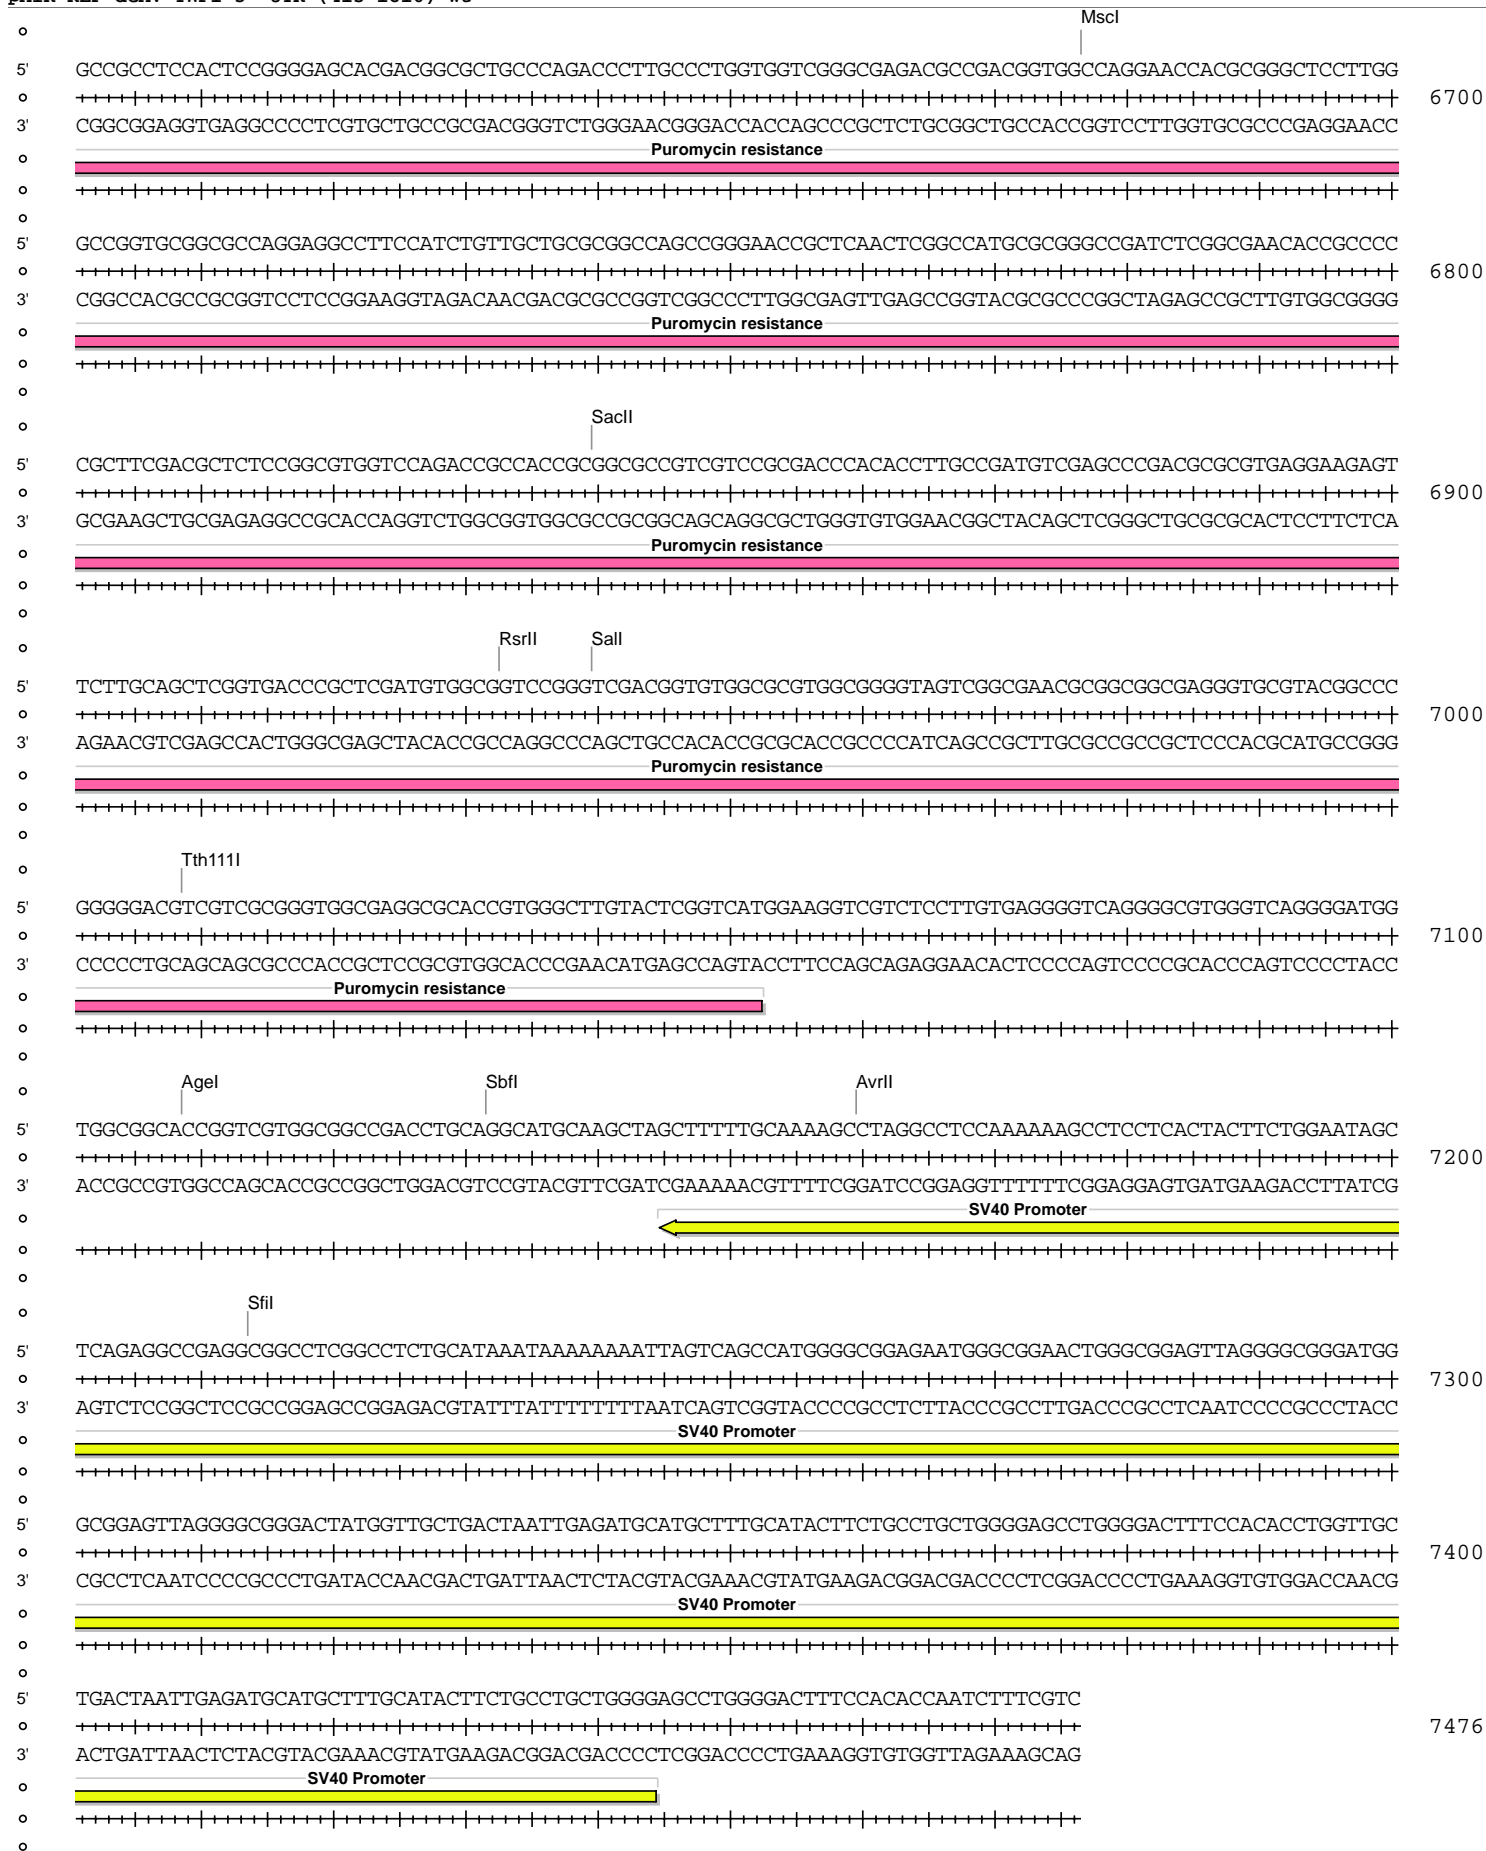 MscI
5' GCCGCCTCCACTCCGGGGAGCACGACGGCGCTGCCCAGACCCTTGCCCTGGTGGTCGGGCGAGACGCCGACGGTGGCCAGGAACCACGCGGGCTCCTTGG
6700
3' CGGCGGAGGTGAGGCCCCTCGTGCTGCCGCGACGGGTCTGGGAACGGGACCACCAGCCCGCTCTGCGGCTGCCACCGGTCCTTGGTGCGCCCGAGGAACC
Puromycin resistance
5' GCCGGTGCGGCGCCAGGAGGCCTTCCATCTGTTGCTGCGCGGCCAGCCGGGAACCGCTCAACTCGGCCATGCGCGGGCCGATCTCGGCGAACACCGCCCC
6800
3' CGGCCACGCCGCGGTCCTCCGGAAGGTAGACAACGACGCGCCGGTCGGCCCTTGGCGAGTTGAGCCGGTACGCGCCCGGCTAGAGCCGCTTGTGGCGGGG
Puromycin resistance
SacII
5' CGCTTCGACGCTCTCCGGCGTGGTCCAGACCGCCACCGCGGCGCCGTCGTCCGCGACCCACACCTTGCCGATGTCGAGCCCGACGCGCGTGAGGAAGAGT
6900
3' GCGAAGCTGCGAGAGGCCGCACCAGGTCTGGCGGTGGCGCCGCGGCAGCAGGCGCTGGGTGTGGAACGGCTACAGCTCGGGCTGCGCGCACTCCTTCTCA
Puromycin resistance
RsrII SalI
5' TCTTGCAGCTCGGTGACCCGCTCGATGTGGCGGTCCGGGTCGACGGTGTGGCGCGTGGCGGGGTAGTCGGCGAACGCGGCGGCGAGGGTGCGTACGGCCC
7000
3' AGAACGTCGAGCCACTGGGCGAGCTACACCGCCAGGCCCAGCTGCCACACCGCGCACCGCCCCATCAGCCGCTTGCGCCGCCGCTCCCACGCATGCCGGG
Puromycin resistance
Tth111I
5' GGGGGACGTCGTCGCGGGTGGCGAGGCGCACCGTGGGCTTGTACTCGGTCATGGAAGGTCGTCTCCTTGTGAGGGGTCAGGGGCGTGGGTCAGGGGATGG
7100
3' CCCCCTGCAGCAGCGCCCACCGCTCCGCGTGGCACCCGAACATGAGCCAGTACCTTCCAGCAGAGGAACACTCCCCAGTCCCCGCACCCAGTCCCCTACC
Puromycin resistance
AgeI SbfI AvrII
5' TGGCGGCACCGGTCGTGGCGGCCGACCTGCAGGCATGCAAGCTAGCTTTTTGCAAAAGCCTAGGCCTCCAAAAAAGCCTCCTCACTACTTCTGGAATAGC
7200
3' ACCGCCGTGGCCAGCACCGCCGGCTGGACGTCCGTACGTTCGATCGAAAAACGTTTTCGGATCCGGAGGTTTTTTCGGAGGAGTGATGAAGACCTTATCG
SV40 Promoter
SfiI
5' TCAGAGGCCGAGGCGGCCTCGGCCTCTGCATAAATAAAAAAAATTAGTCAGCCATGGGGCGGAGAATGGGCGGAACTGGGCGGAGTTAGGGGCGGGATGG
7300
3' AGTCTCCGGCTCCGCCGGAGCCGGAGACGTATTTATTTTTTTTAATCAGTCGGTACCCCGCCTCTTACCCGCCTTGACCCGCCTCAATCCCCGCCCTACC
SV40 Promoter
5' GCGGAGTTAGGGGCGGGACTATGGTTGCTGACTAATTGAGATGCATGCTTTGCATACTTCTGCCTGCTGGGGAGCCTGGGGACTTTCCACACCTGGTTGC
7400
3' CGCCTCAATCCCCGCCCTGATACCAACGACTGATTAACTCTACGTACGAAACGTATGAAGACGGACGACCCCTCGGACCCCTGAAAGGTGTGGACCAACG
SV40 Promoter
5' TGACTAATTGAGATGCATGCTTTGCATACTTCTGCCTGCTGGGGAGCCTGGGGACTTTCCACACCAATCTTTCGTC
7476
3' ACTGATTAACTCTACGTACGAAACGTATGAAGACGGACGACCCCTCGGACCCCTGAAAGGTGTGGTTAGAAAGCAG
SV40 Promoter